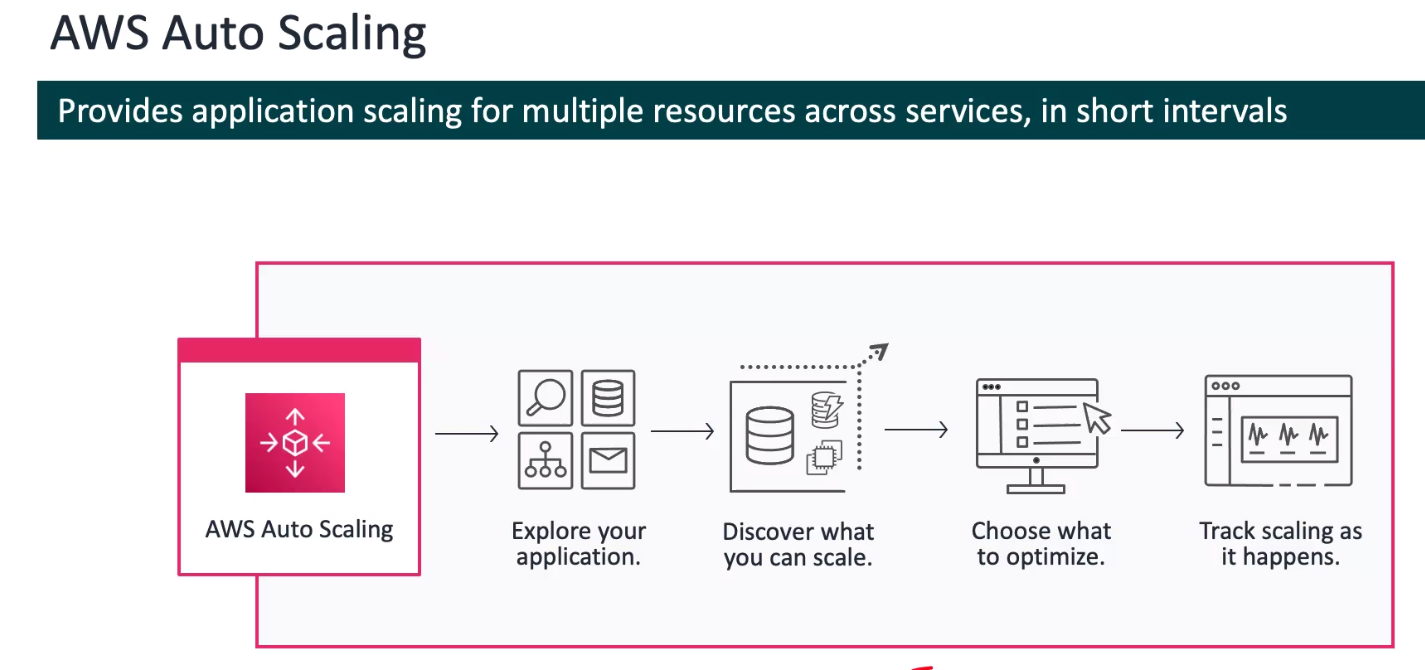 AWS Auto Scaling
Provides application scaling for multiple resources across services, in short intervals
AWS Auto Scaling
Explore your
application.
Discover what
you can scale.
Choose what
to optimize.
Track scaling as
it happens.